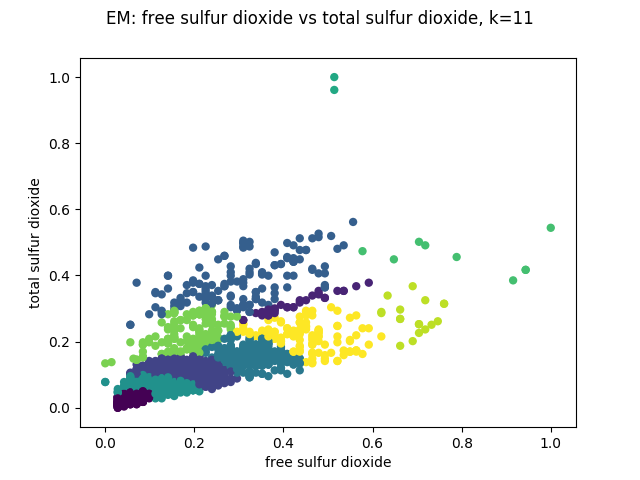 EM: free sulfur dioxide vs total sulfur dioxide, k=11
1.0
0.8
0.6
0.4
0.2
0.0
total sulfur dioxide
0.0 0.2 0.4 0.6 0.8 1.0
free sulfur dioxide